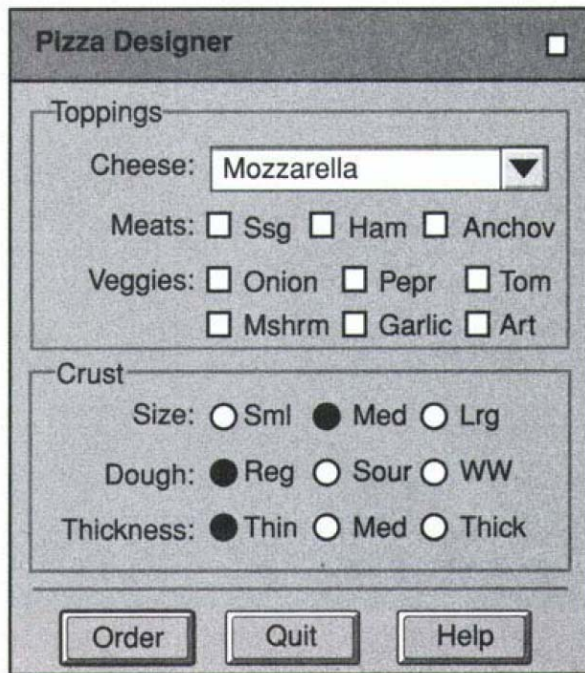 Pizza Designer
Toppings
Cheese: Mozzarella
Meats: Ssg Ham Anchov
Veggies: Onion Pepr Tom
Mshrm Garlic Art
Crust
Size: Sml Med Lrg
Dough: Reg Sour WW
Thickness: Thin Med Thick
Order Quit Help